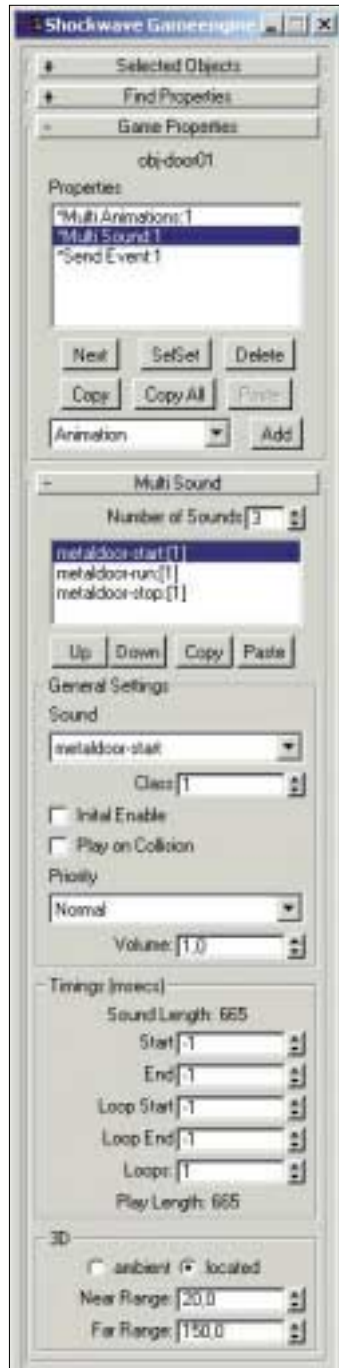 Shockwave Gameengine
+ Selected Objects
+ Find Properties
- Game Properties
obj-door01
Properties
*Multi Animations:1
*Multi Sound:1
*Send Event:1
Next SelSet Delete
Copy Copy All Paste
Animation Add
- Multi Sound
Number of Sounds 3
metaldoor-start:[1]
metaldoor-run:[1]
metaldoor-stop:[1]
Up Down Copy Paste
General Settings
Sound
metaldoor-start
Class 1
Inital Enable
Play on Collision
Priority
Normal
Volume: 1,0
Timings (msecs)
Sound Length: 665
Start -1
End -1
Loop Start -1
Loop End -1
Loops: 1
Play Length: 665
3D
ambient located
Near Range: 20,0
Far Range: 150,0